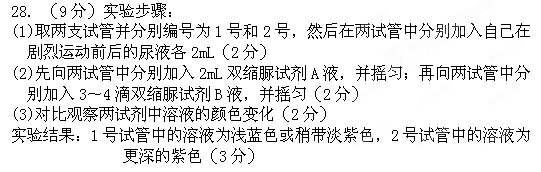 28. （9分）实验步骤：
(1)取两支试管并分别编号为1号和2号，然后在两试管中分别加入自己在
剧烈运动前后的尿液各2mL（2分）
(2)先向两试管中分别加入2mL双缩脲试剂A液，并摇匀；再向两试管中分
别加入3～4滴双缩脲试剂B液，并摇匀（2分）
(3)对比观察两试剂中溶液的颜色变化（2分）
实验结果：1号试管中的溶液为浅蓝色或稍带淡紫色，2号试管中的溶液为
更深的紫色（3分）